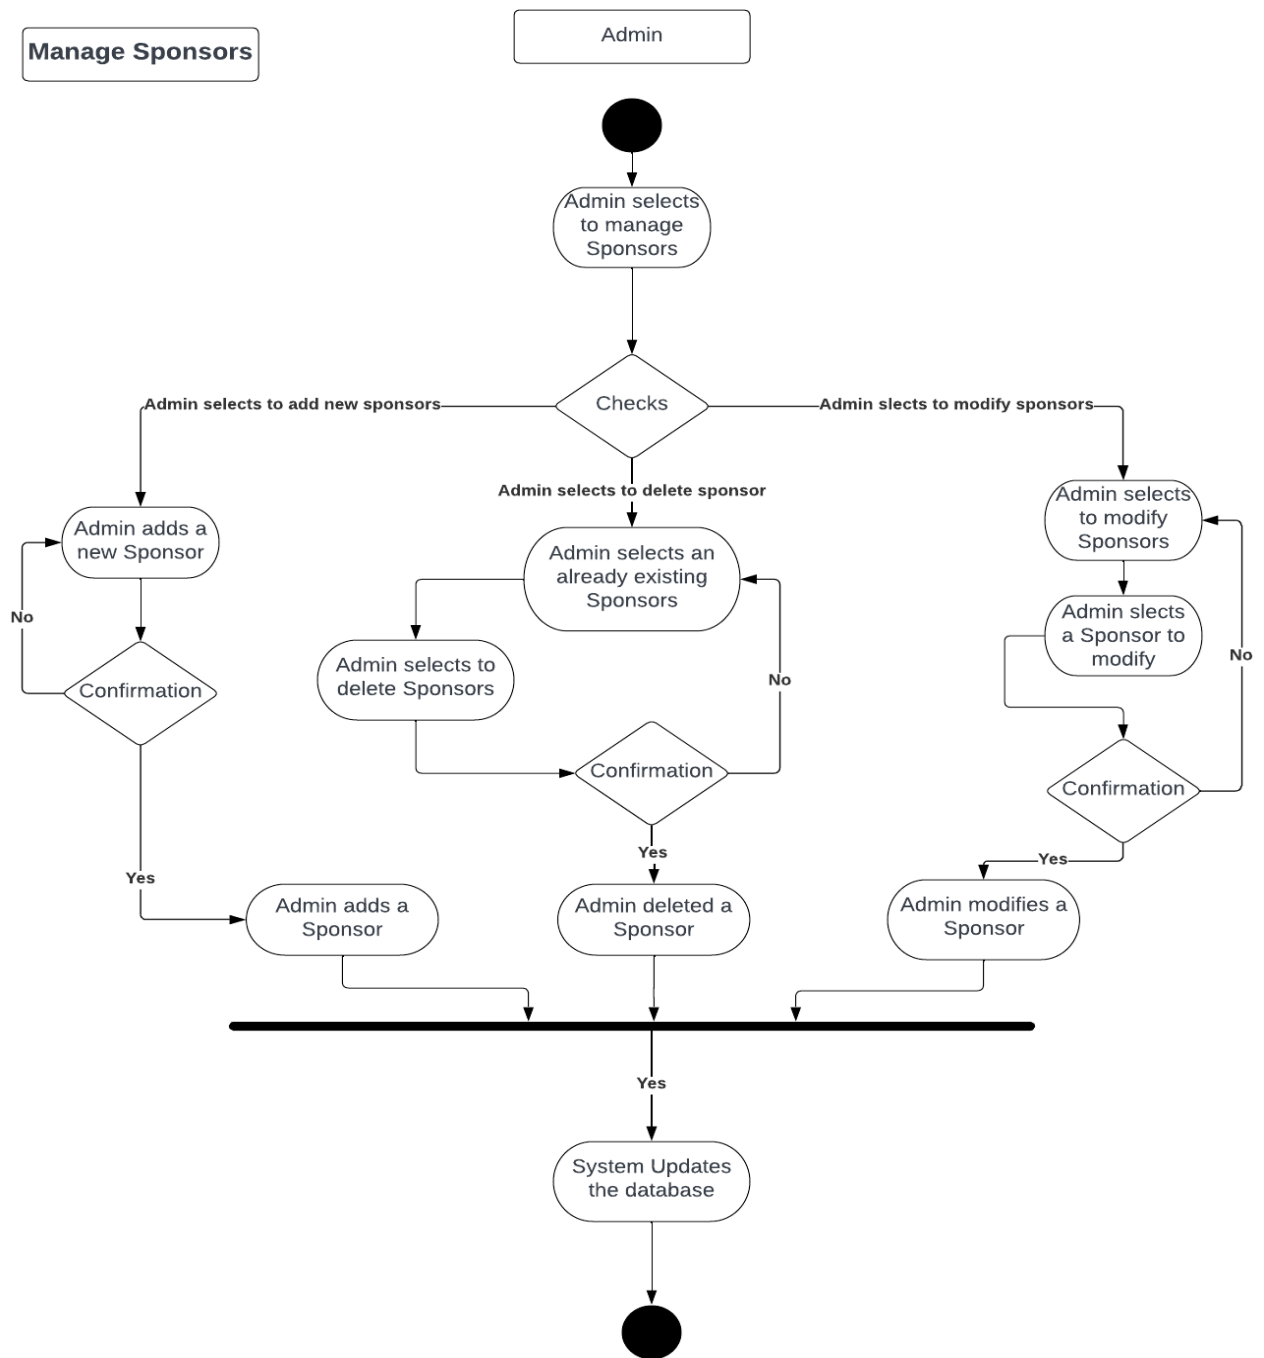 Manage Sponsors
Admin
Admin selects
to manage
Sponsors
Checks
Admin selects to add new sponsors
Admin slects to modify sponsors
Admin selects to delete sponsor
Admin adds a
new Sponsor
No
Confirmation
Yes
Admin adds a
Sponsor
Admin selects an
already existing
Sponsors
Admin selects to
delete Sponsors
No
Confirmation
Yes
Admin deleted a
Sponsor
Admin selects
to modify
Sponsors
Admin slects
a Sponsor to
modify
No
Confirmation
Yes
Admin modifies a
Sponsor
Yes
System Updates
the database